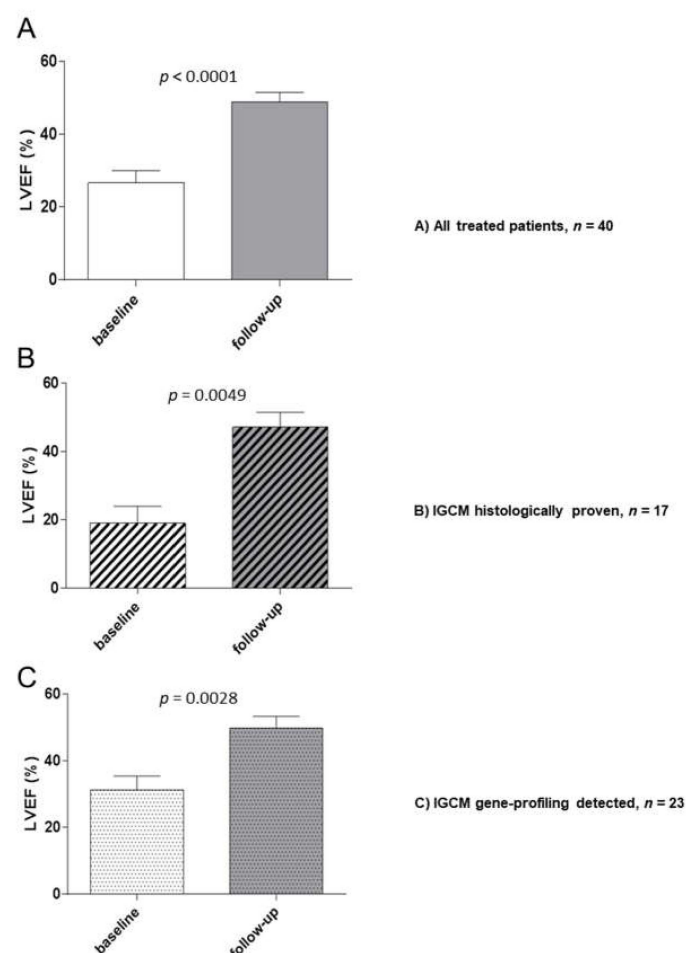 A
60
p < 0.0001
40
LVEF (%)
20
A) All treated patients, n = 40
0
baseline
follow-up
B
60
p = 0.0049
40
LVEF (%)
B) IGCM histologically proven, n = 17
20
0
baseline
follow-up
C
60
p = 0.0028
40
LVEF (%)
C) IGCM gene-profiling detected, n = 23
20
0
baseline
follow-up